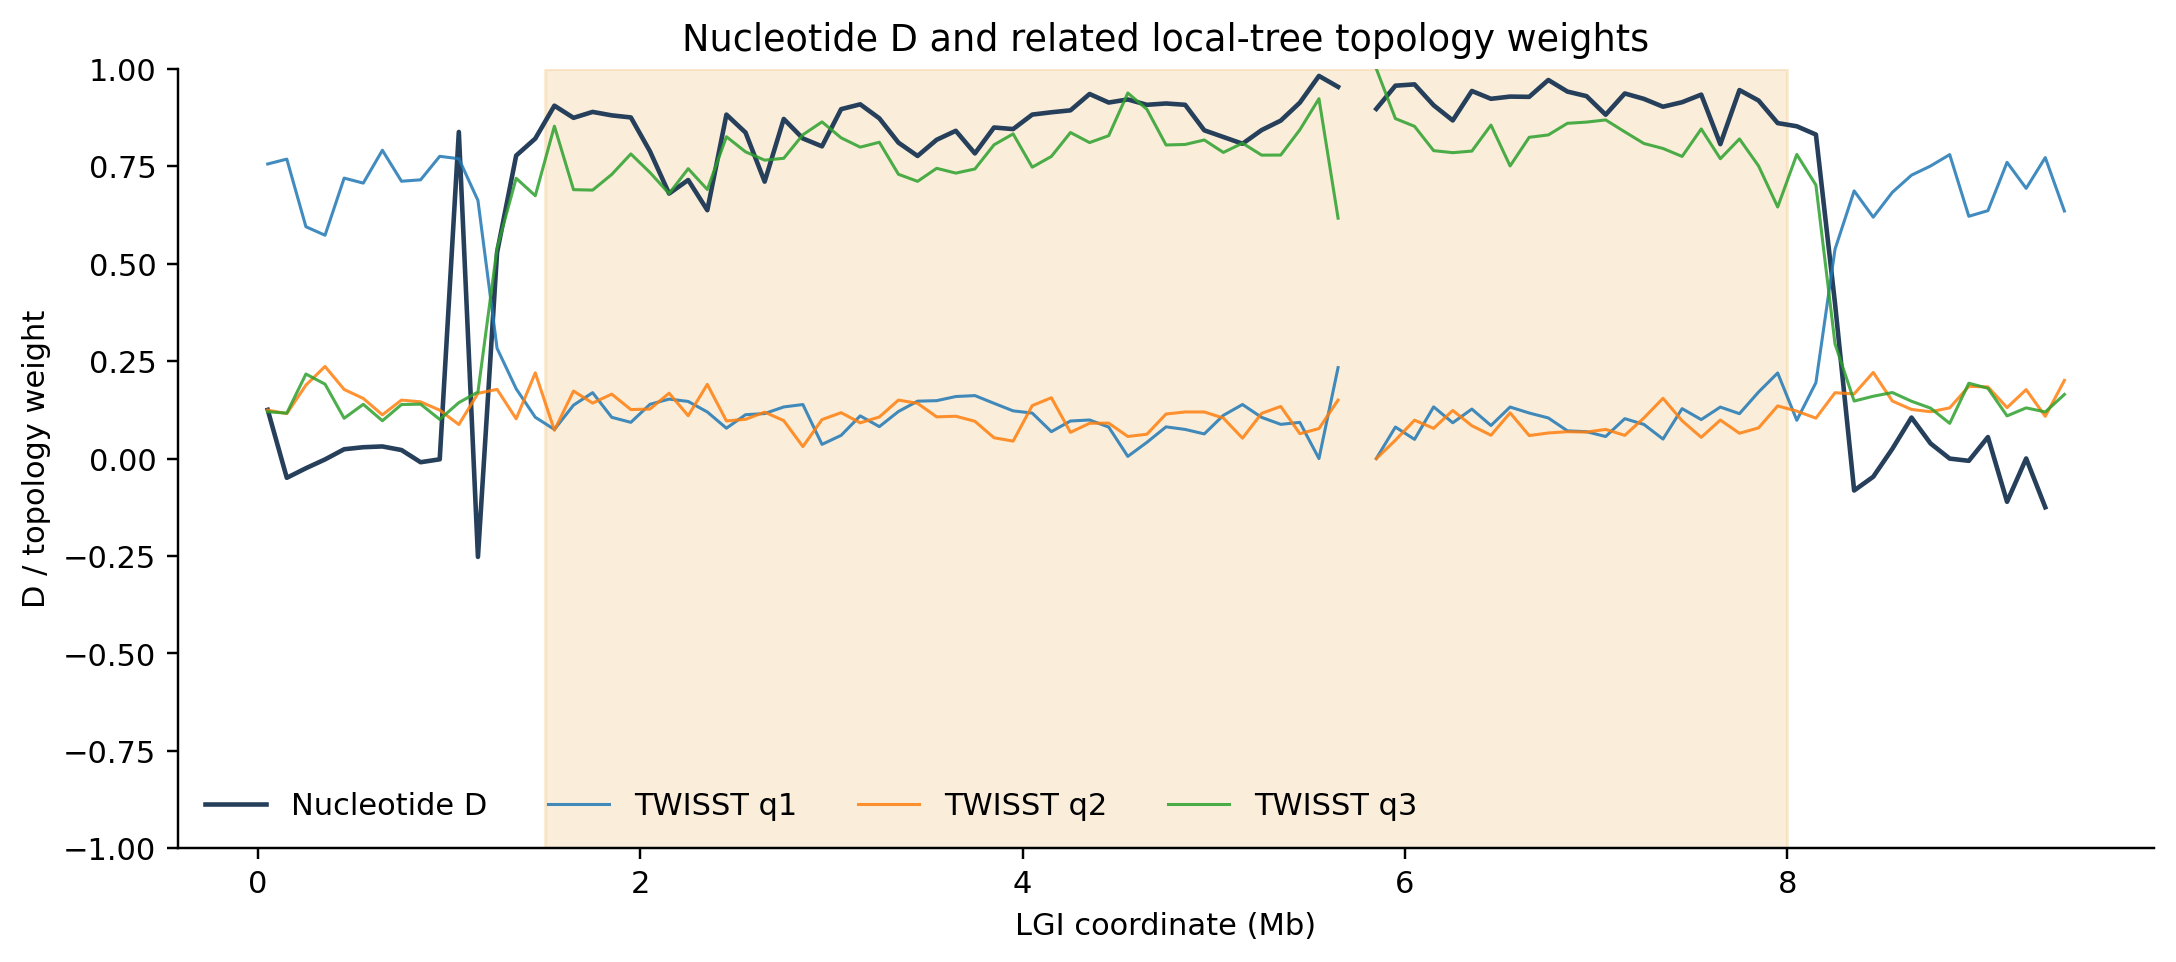 Nucleotide D and related local-tree topology weights
1.00
0.75
0.50
0.25
0.00
−0.25
−0.50
−0.75
−1.00
D / topology weight
Nucleotide D
TWISST q1
TWISST q2
TWISST q3
0
2
4
6
8
LGI coordinate (Mb)